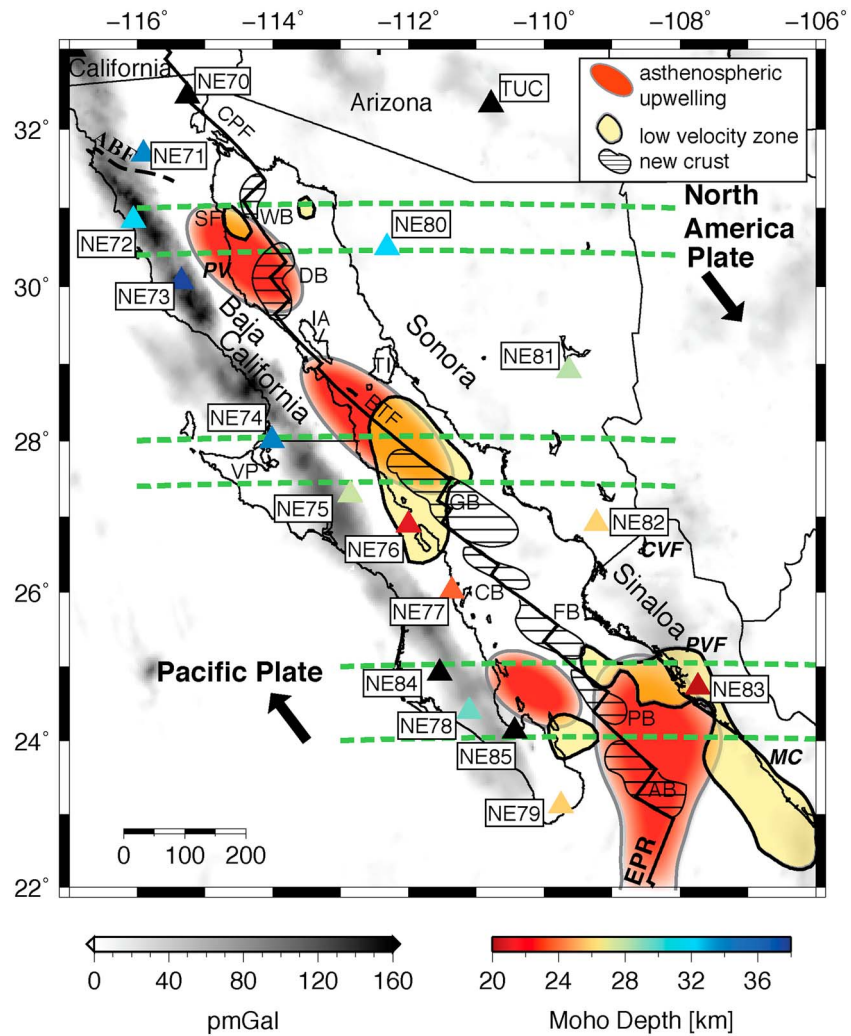 −116° −114° −112° −110° −108° −106°
California
NE70
TUC
Arizona
CPF
asthenospheric
upwelling
low velocity zone
new crust
32°
ABF
NE71
SF
WB
NE72
NE80
North
America
Plate
PV
DB
NE73
30°
Baja
California
IA
TI
Sonora
NE81
BTF
NE74
28°
VP
GB
NE75
NE76
NE82
CVF
26°
NE77
CB
FB
Sinaloa
PVF
Pacific Plate
NE84
NE83
NE78
PB
24°
NE85
MC
AB
NE79
EPR
0 50 100 150 200
22°
0 40 80 120 160
pmGal
20 24 28 32 36
Moho Depth [km]